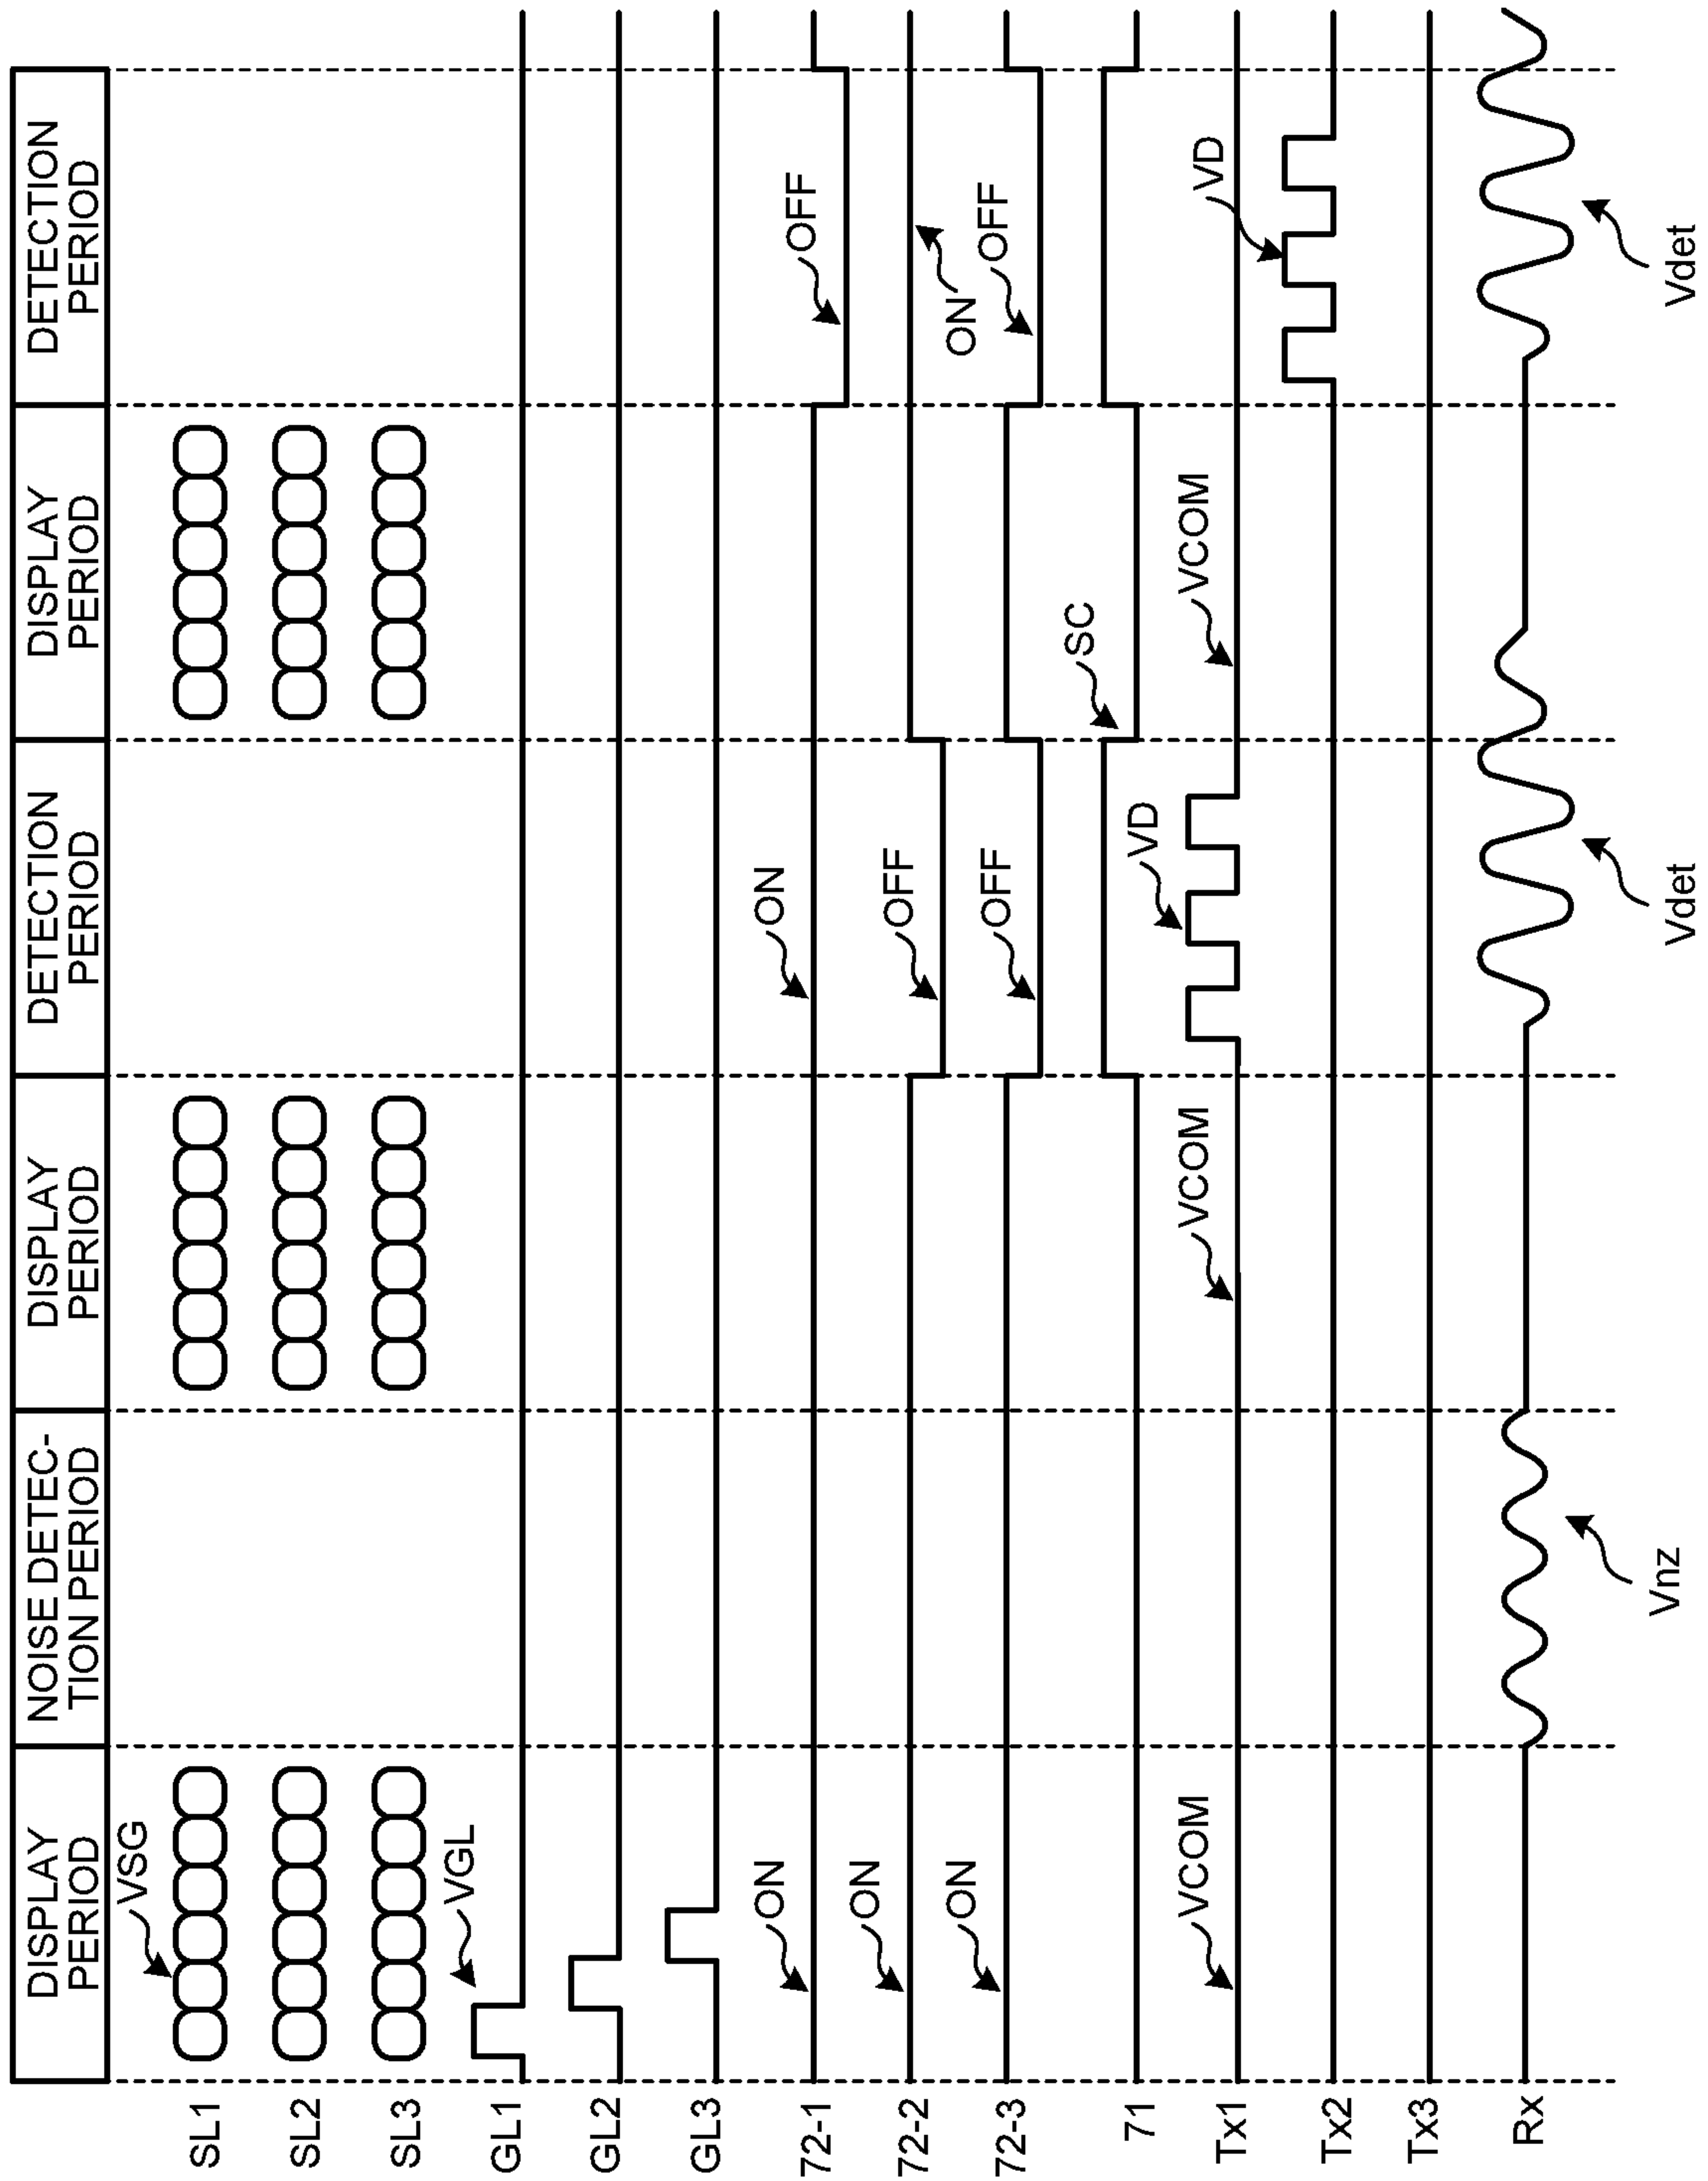 DISPLAY
PERIOD
NOISE DETEC-
TION PERIOD
DISPLAY
PERIOD
DETECTION
PERIOD
DISPLAY
PERIOD
DETECTION
PERIOD
VSG
SL1
SL2
SL3
VGL
GL1
GL2
GL3
ON
ON
OFF
72-1
ON
OFF
ON
72-2
ON
OFF
OFF
72-3
SC
71
VCOM
VCOM
VD
VCOM
VD
Tx1
Tx2
Tx3
Rx
Vnz
Vdet
Vdet